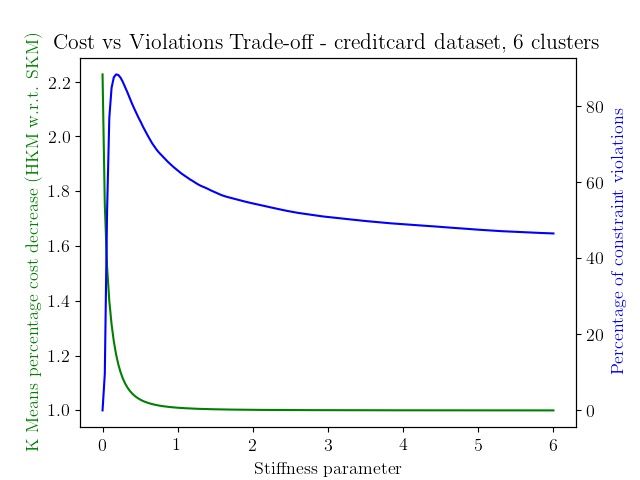 Cost vs Violations Trade-off - creditcard dataset, 6 clusters
K Means percentage cost decrease (HKM w.r.t. SKM)
2.2
2.0
1.8
1.6
1.4
1.2
1.0
80
60
40
20
0
Percentage of constraint violations
0 1 2 3 4 5 6
Stiffness parameter